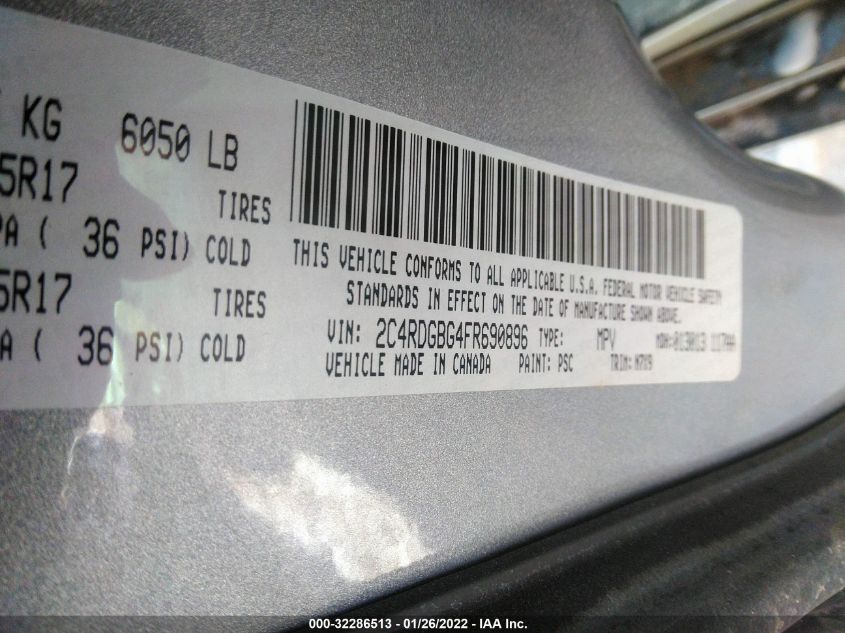 KG 6050 LB
5R17 TIRES
PA ( 36 PSI) COLD
5R17 TIRES
A ( 36 PSI) COLD
THIS VEHICLE CONFORMS TO ALL APPLICABLE U.S.A. FEDERAL MOTOR VEHICLE SAFETY
STANDARDS IN EFFECT ON THE DATE OF MANUFACTURE SHOWN ABOVE.
VIN: 2C4RDGBG4FR690896 TYPE: MPV MDH:
VEHICLE MADE IN CANADA PAINT: PSC TRIM:
000-32286513 - 01/26/2022 - IAA Inc.